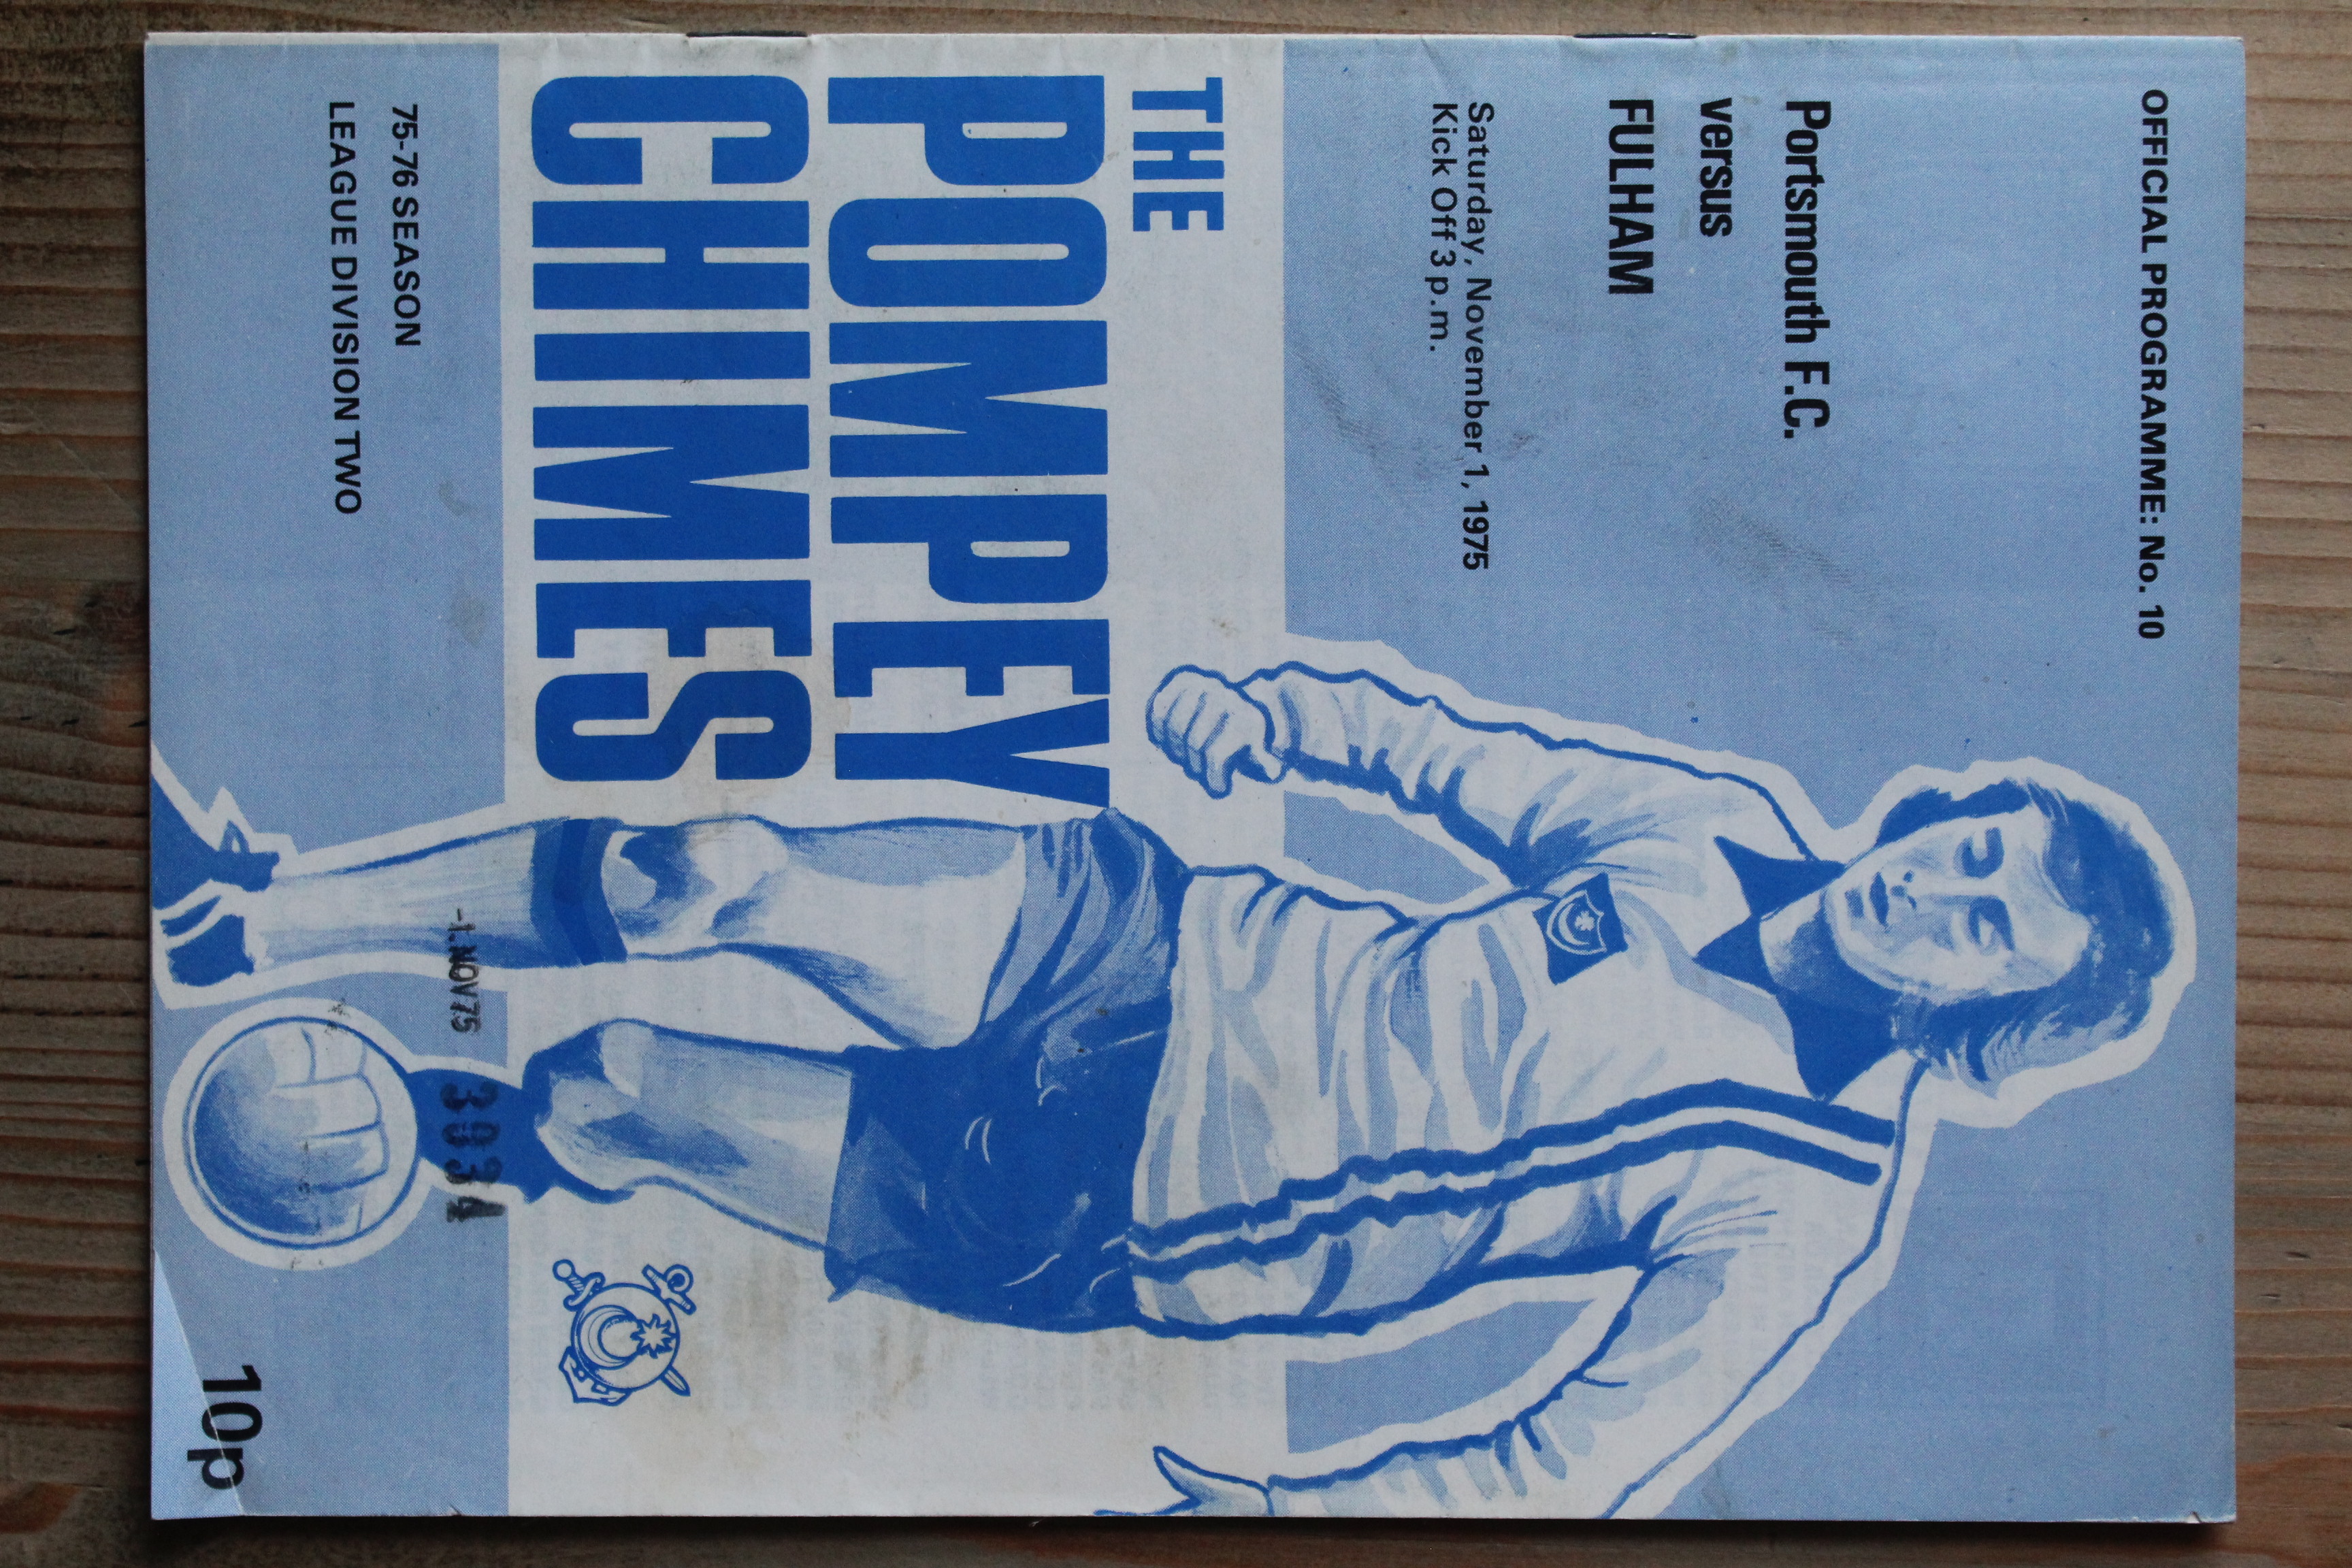 OFFICIAL PROGRAMME: No. 10
Portsmouth F.C.
versus
FULHAM
Saturday, November 1, 1975
Kick Off 3 p.m.
THE
POMPEY
CHIMES
75-76 SEASON
LEAGUE DIVISION TWO
-1. NOV 75
3034
10p